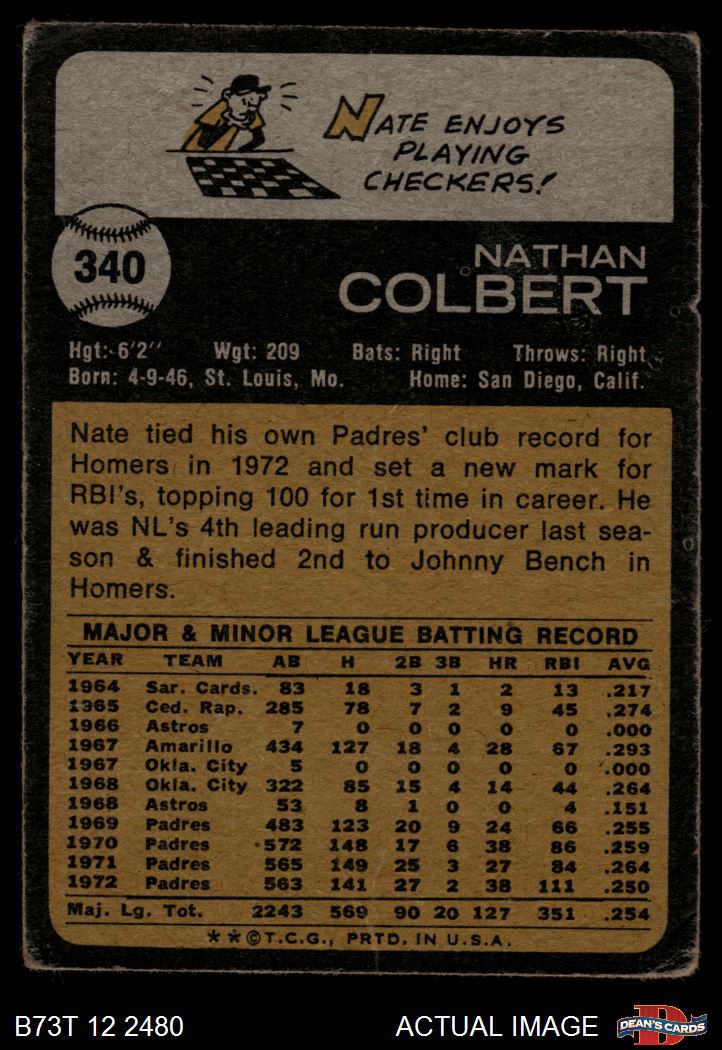 NATE ENJOYS
PLAYING
CHECKERS!
340
NATHAN
COLBERT
Hgt: 6'2" Wgt: 209 Bats: Right Throws: Right
Born: 4-9-46, St. Louis, Mo. Home: San Diego, Calif.
Nate tied his own Padres' club record for
Homers in 1972 and set a new mark for
RBI's, topping 100 for 1st time in career. He
was NL's 4th leading run producer last sea-
son & finished 2nd to Johnny Bench in
Homers.
MAJOR & MINOR LEAGUE BATTING RECORD
YEAR TEAM AB H 2B 3B HR RBI AVG
1964 Sar. Cards. 83 18 3 1 2 13 .217
1965 Ced. Rap. 285 78 7 2 9 45 .274
1966 Astros 7 0 0 0 0 0 .000
1967 Amarillo 434 127 18 4 28 67 .293
1967 Okla. City 5 0 0 0 0 0 .000
1968 Okla. City 322 85 15 4 14 44 .264
1968 Astros 53 8 1 0 0 4 .151
1969 Padres 483 123 20 9 24 66 .255
1970 Padres 572 148 17 6 38 86 .259
1971 Padres 565 149 25 3 27 84 .264
1972 Padres 563 141 27 2 38 111 .250
Maj. Lg. Tot. 2243 569 90 20 127 351 .254
**©T.C.G., PRTD. IN U.S.A.
B73T 12 2480 ACTUAL IMAGE D DEAN'S CARDS